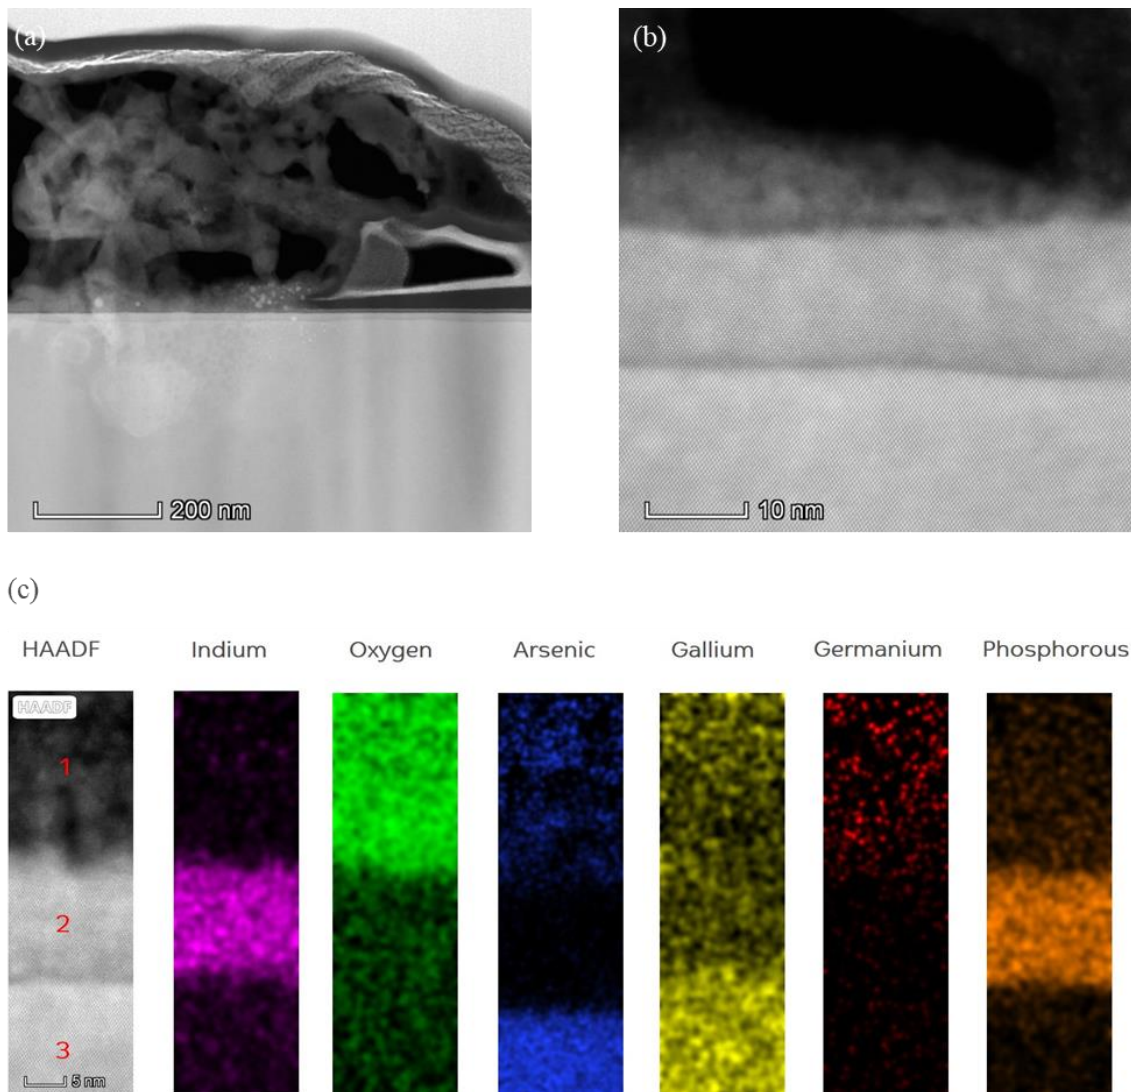 (a)
(b)
200 nm
10 nm
(c)
HAADF Indium Oxygen Arsenic Gallium Germanium Phosphorous
HAADF
1
2
3
5 nm